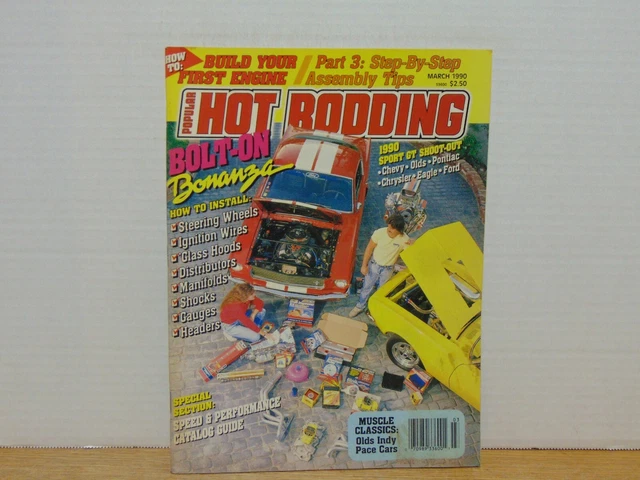 HOW TO:
BUILD YOUR
FIRST ENGINE
Part 3: Step-By-Step
Assembly Tips
MARCH 1990
$2.50
POPULAR
HOT RODDING
BOLT-ON
Bonanza
HOW TO INSTALL:
Steering Wheels
Ignition Wires
Glass Hoods
Distributors
Manifolds
Shocks
Gauges
Headers
1990
SPORT GT SHOOT-OUT
• Chevy • Olds • Pontiac
• Chrysler • Eagle • Ford
SPECIAL
SECTION:
SPEED & PERFORMANCE
CATALOG GUIDE
MUSCLE
CLASSICS:
Olds Indy
Pace Cars